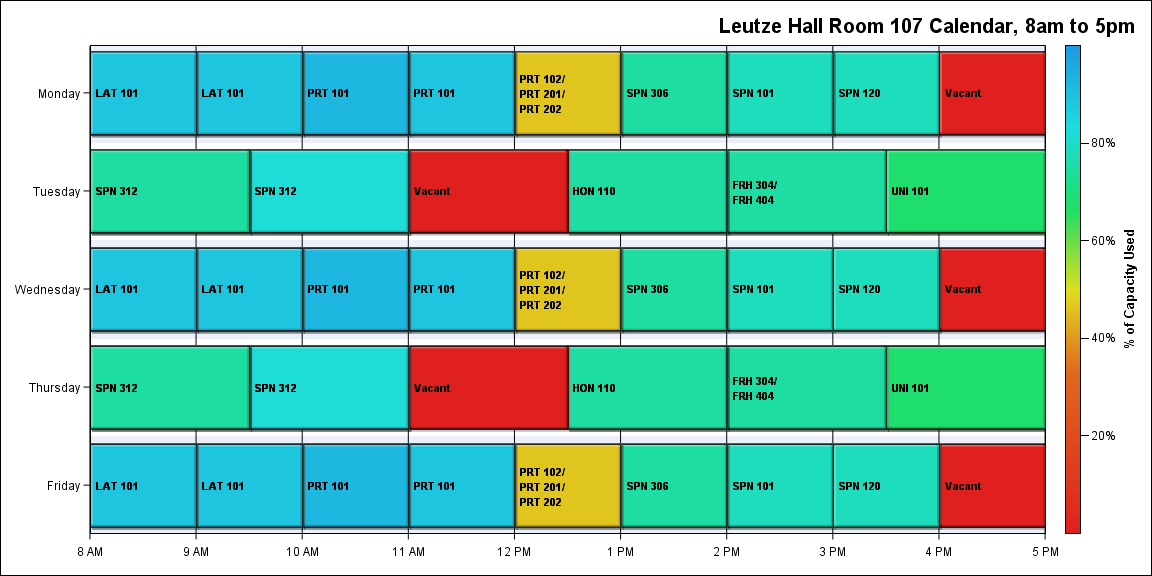 Leutze Hall Room 107 Calendar, 8am to 5pm
Monday
LAT 101
LAT 101
PRT 101
PRT 101
PRT 102/
PRT 201/
PRT 202
SPN 306
SPN 101
SPN 120
Vacant
Tuesday
SPN 312
SPN 312
Vacant
HON 110
FRH 304/
FRH 404
UNI 101
Wednesday
LAT 101
LAT 101
PRT 101
PRT 101
PRT 102/
PRT 201/
PRT 202
SPN 306
SPN 101
SPN 120
Vacant
Thursday
SPN 312
SPN 312
Vacant
HON 110
FRH 304/
FRH 404
UNI 101
Friday
LAT 101
LAT 101
PRT 101
PRT 101
PRT 102/
PRT 201/
PRT 202
SPN 306
SPN 101
SPN 120
Vacant
8 AM
9 AM
10 AM
11 AM
12 PM
1 PM
2 PM
3 PM
4 PM
5 PM
80%
60%
40%
20%
% of Capacity Used